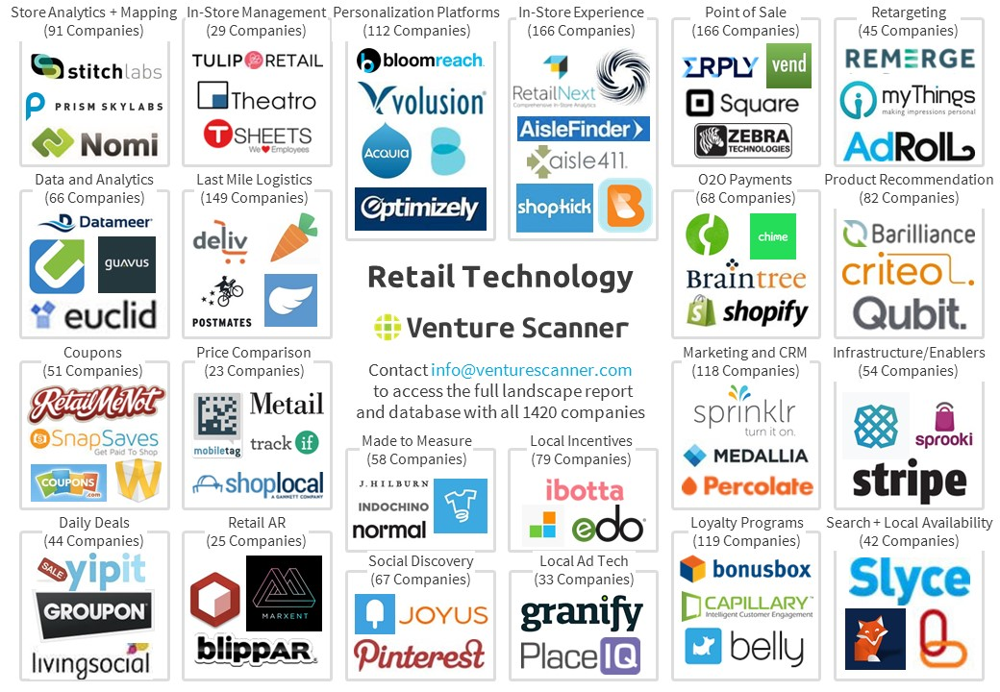 Store Analytics + Mapping
(91 Companies)
stitchlabs
PRISM SKYLABS
Nomi
In-Store Management
(29 Companies)
TULIP RETAIL
Theatro
T SHEETS
We Employees
Personalization Platforms
(112 Companies)
bloomreach
Volusion
ACQUIA
B
Optimizely
In-Store Experience
(166 Companies)
RetailNext
Comprehensive In-Store Analytics
AisleFinder
aisle411
shopkick
B
Point of Sale
(166 Companies)
ERPLY
vend
Square
ZEBRA
TECHNOLOGIES
Retargeting
(45 Companies)
REMERGE
myThings
making impressions personal
AdRoll
Data and Analytics
(66 Companies)
Datameer
guavus
euclid
Last Mile Logistics
(149 Companies)
deliv
POSTMATES
O2O Payments
(68 Companies)
chime
Braintree
shopify
Product Recommendation
(82 Companies)
Barilliance
criteo.
Qubit.
Retail Technology
Venture Scanner
Contact info@venturescanner.com
to access the full landscape report
and database with all 1420 companies
Coupons
(51 Companies)
RetailMeNot
SnapSaves
Get Paid To Shop
COUPONS
.com
W
Price Comparison
(23 Companies)
mobiletag
Metail
track if
shoplocal
A GANNETT COMPANY
Made to Measure
(58 Companies)
J.HILBURN
INDOCHINO
normal
Local Incentives
(79 Companies)
ibotta
edo
Marketing and CRM
(118 Companies)
sprinklr
turn it on.
MEDALLIA
Percolate
Infrastructure/Enablers
(54 Companies)
sprooki
stripe
Daily Deals
(44 Companies)
SALE
yipit
GROUPON
livingsocial
Retail AR
(25 Companies)
MARXENT
blippAR
Social Discovery
(67 Companies)
JOYUS
Pinterest
Local Ad Tech
(33 Companies)
granify
PlaceIQ
Loyalty Programs
(119 Companies)
bonusbox
CAPILLARY
Intelligent Customer Engagement
belly
Search + Local Availability
(42 Companies)
Slyce